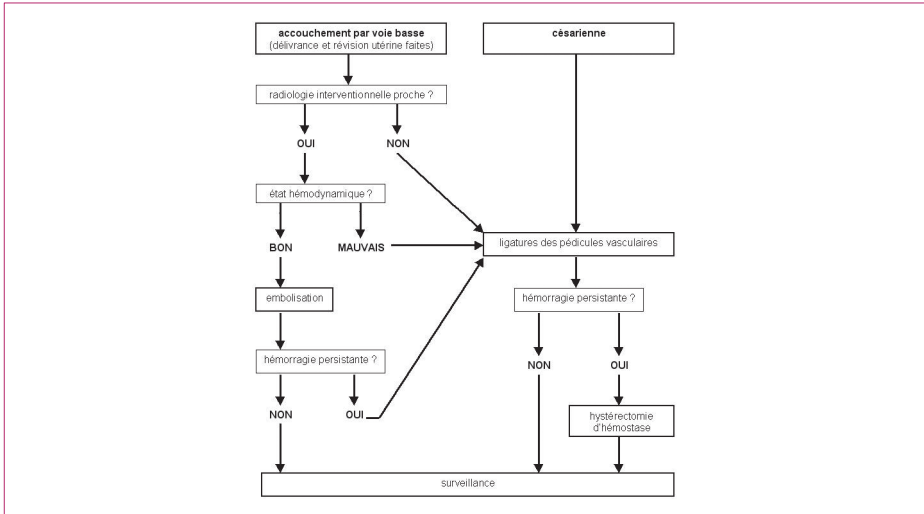 accouchement par voie basse
(délivrance et révision utérine faites)
césarienne
radiologie interventionnelle proche ?
OUI
NON
état hémodynamique ?
BON
MAUVAIS
ligatures des pédicules vasculaires
embolisation
hémorragie persistante ?
hémorragie persistante ?
NON
OUI
NON
OUI
hystérectomie
d'hémostase
surveillance